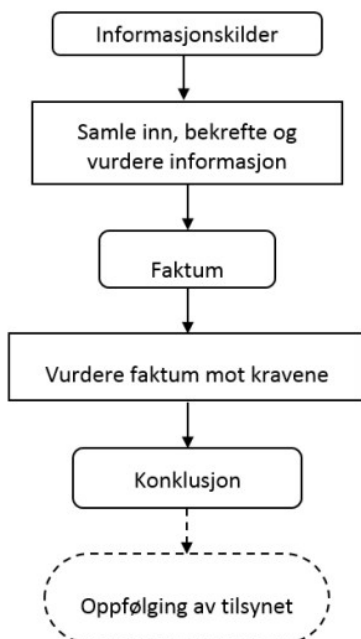 Informasjonskilder
Samle inn, bekrefte og
vurdere informasjon
Faktum
Vurdere faktum mot kravene
Konklusjon
Oppfølging av tilsynet